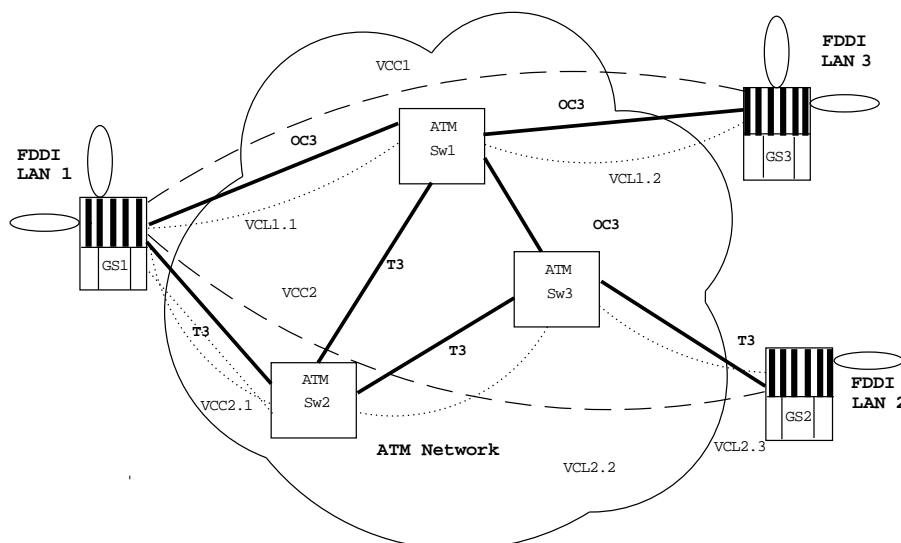 FDDI
LAN 3
VCC1
OC3
ATM
Sw1
OC3
GS3
FDDI
LAN 1
VCL1.2
VCL1.1
OC3
GS1
T3
ATM
Sw3
VCC2
T3
T3
T3
ATM
Sw2
FDDI
LAN 2
VCC2.1
GS2
ATM Network
VCL2.3
VCL2.2